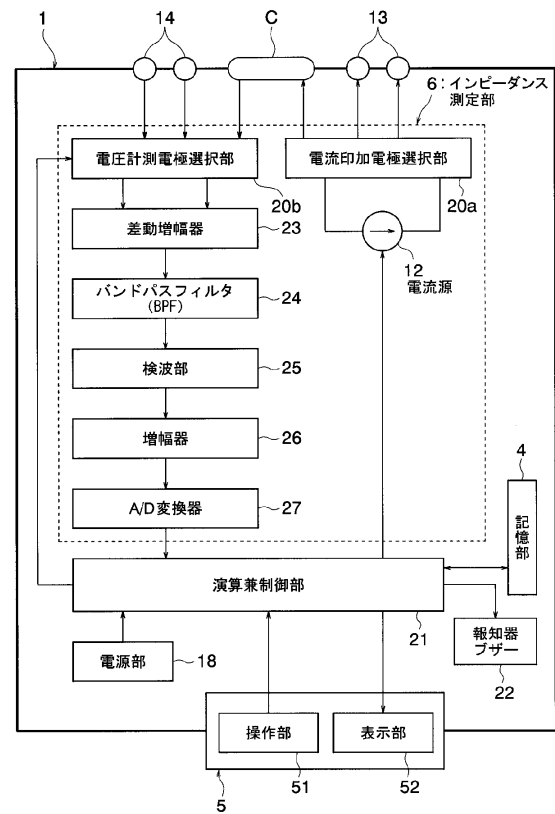 1
14
C
13
6：インピーダンス
測定部
電圧計測電極選択部
電流印加電極選択部
20b
20a
差動増幅器
23
12
電流源
バンドパスフィルタ
(BPF)
24
検波部
25
増幅器
26
4
記憶部
A/D変換器
27
演算兼制御部
21
報知器
ブザー
22
電源部
18
操作部
表示部
51
52
5